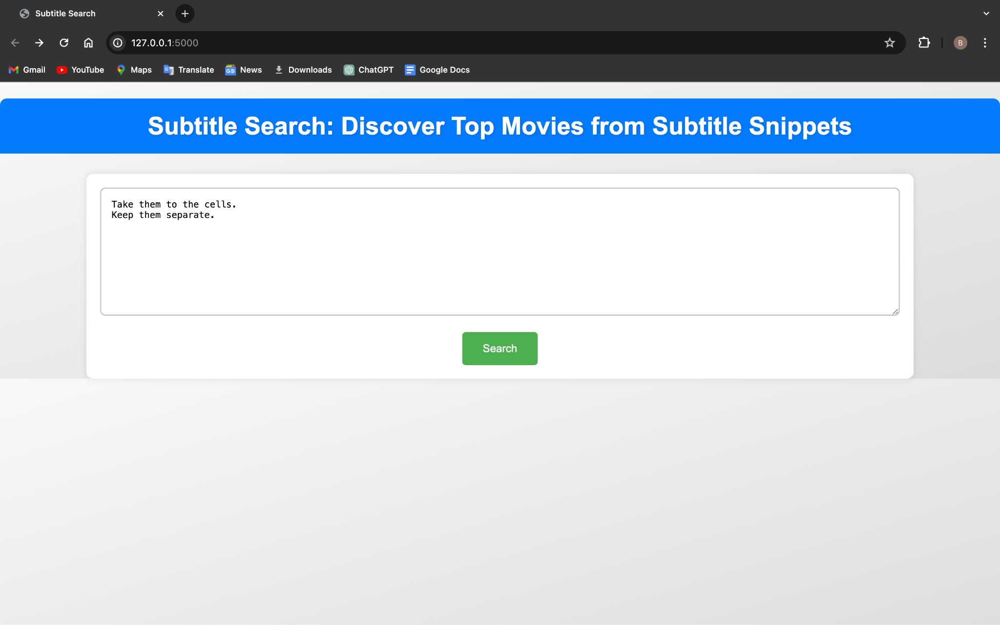 Subtitle Search
127.0.0.1:5000
B
Gmail YouTube Maps Translate News Downloads ChatGPT Google Docs
Subtitle Search: Discover Top Movies from Subtitle Snippets
Take them to the cells.
Keep them separate.
Search